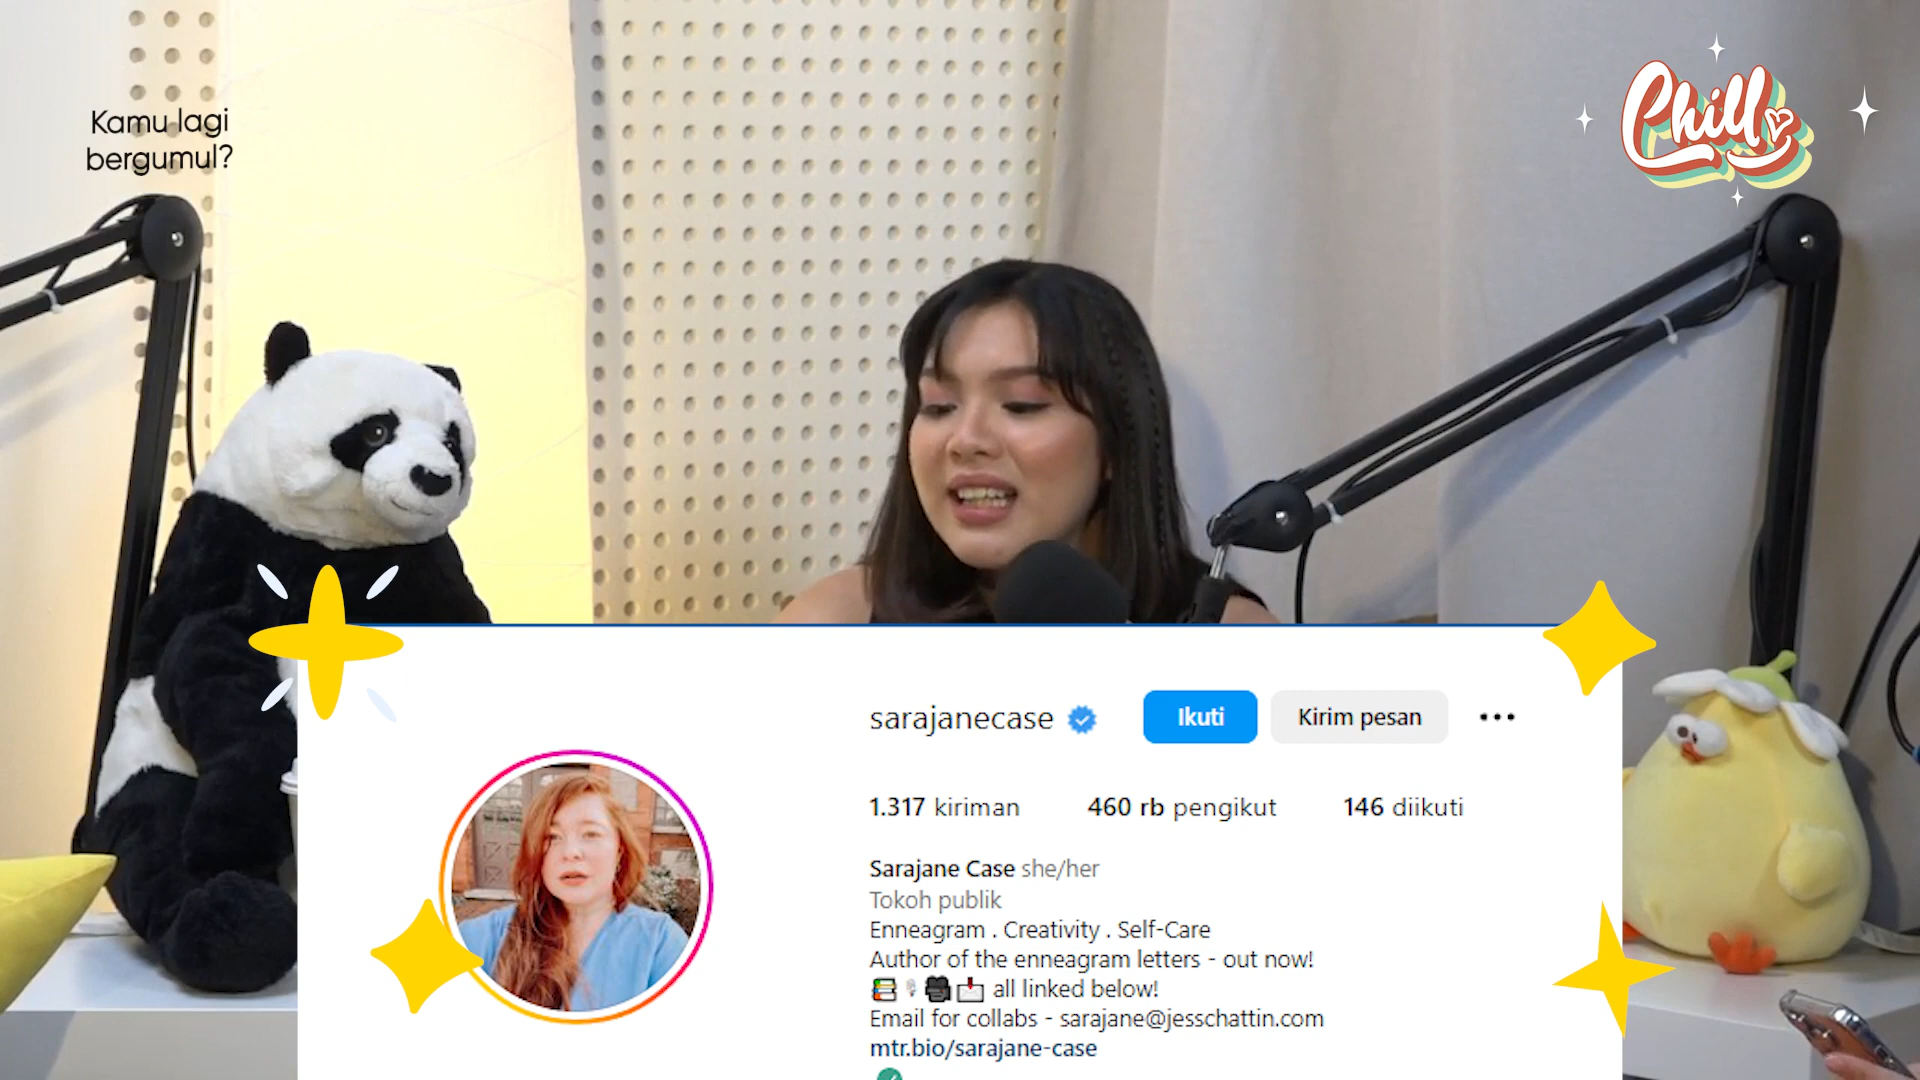 Kamu lagi
bergumul?
Chill
sarajanecase
Ikuti
Kirim pesan
1.317 kiriman
460 rb pengikut
146 diikuti
Sarajane Case she/her
Tokoh publik
Enneagram . Creativity . Self-Care
Author of the enneagram letters - out now!
all linked below!
Email for collabs - sarajane@jesschattin.com
mtr.bio/sarajane-case